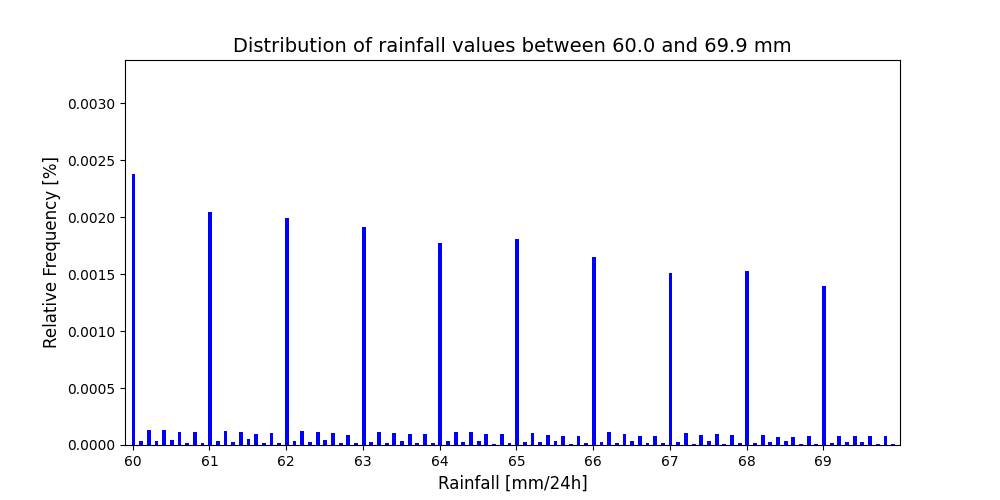 Distribution of rainfall values between 60.0 and 69.9 mm
Relative Frequency [%]
0.0030
0.0025
0.0020
0.0015
0.0010
0.0005
0.0000
60 61 62 63 64 65 66 67 68 69
Rainfall [mm/24h]